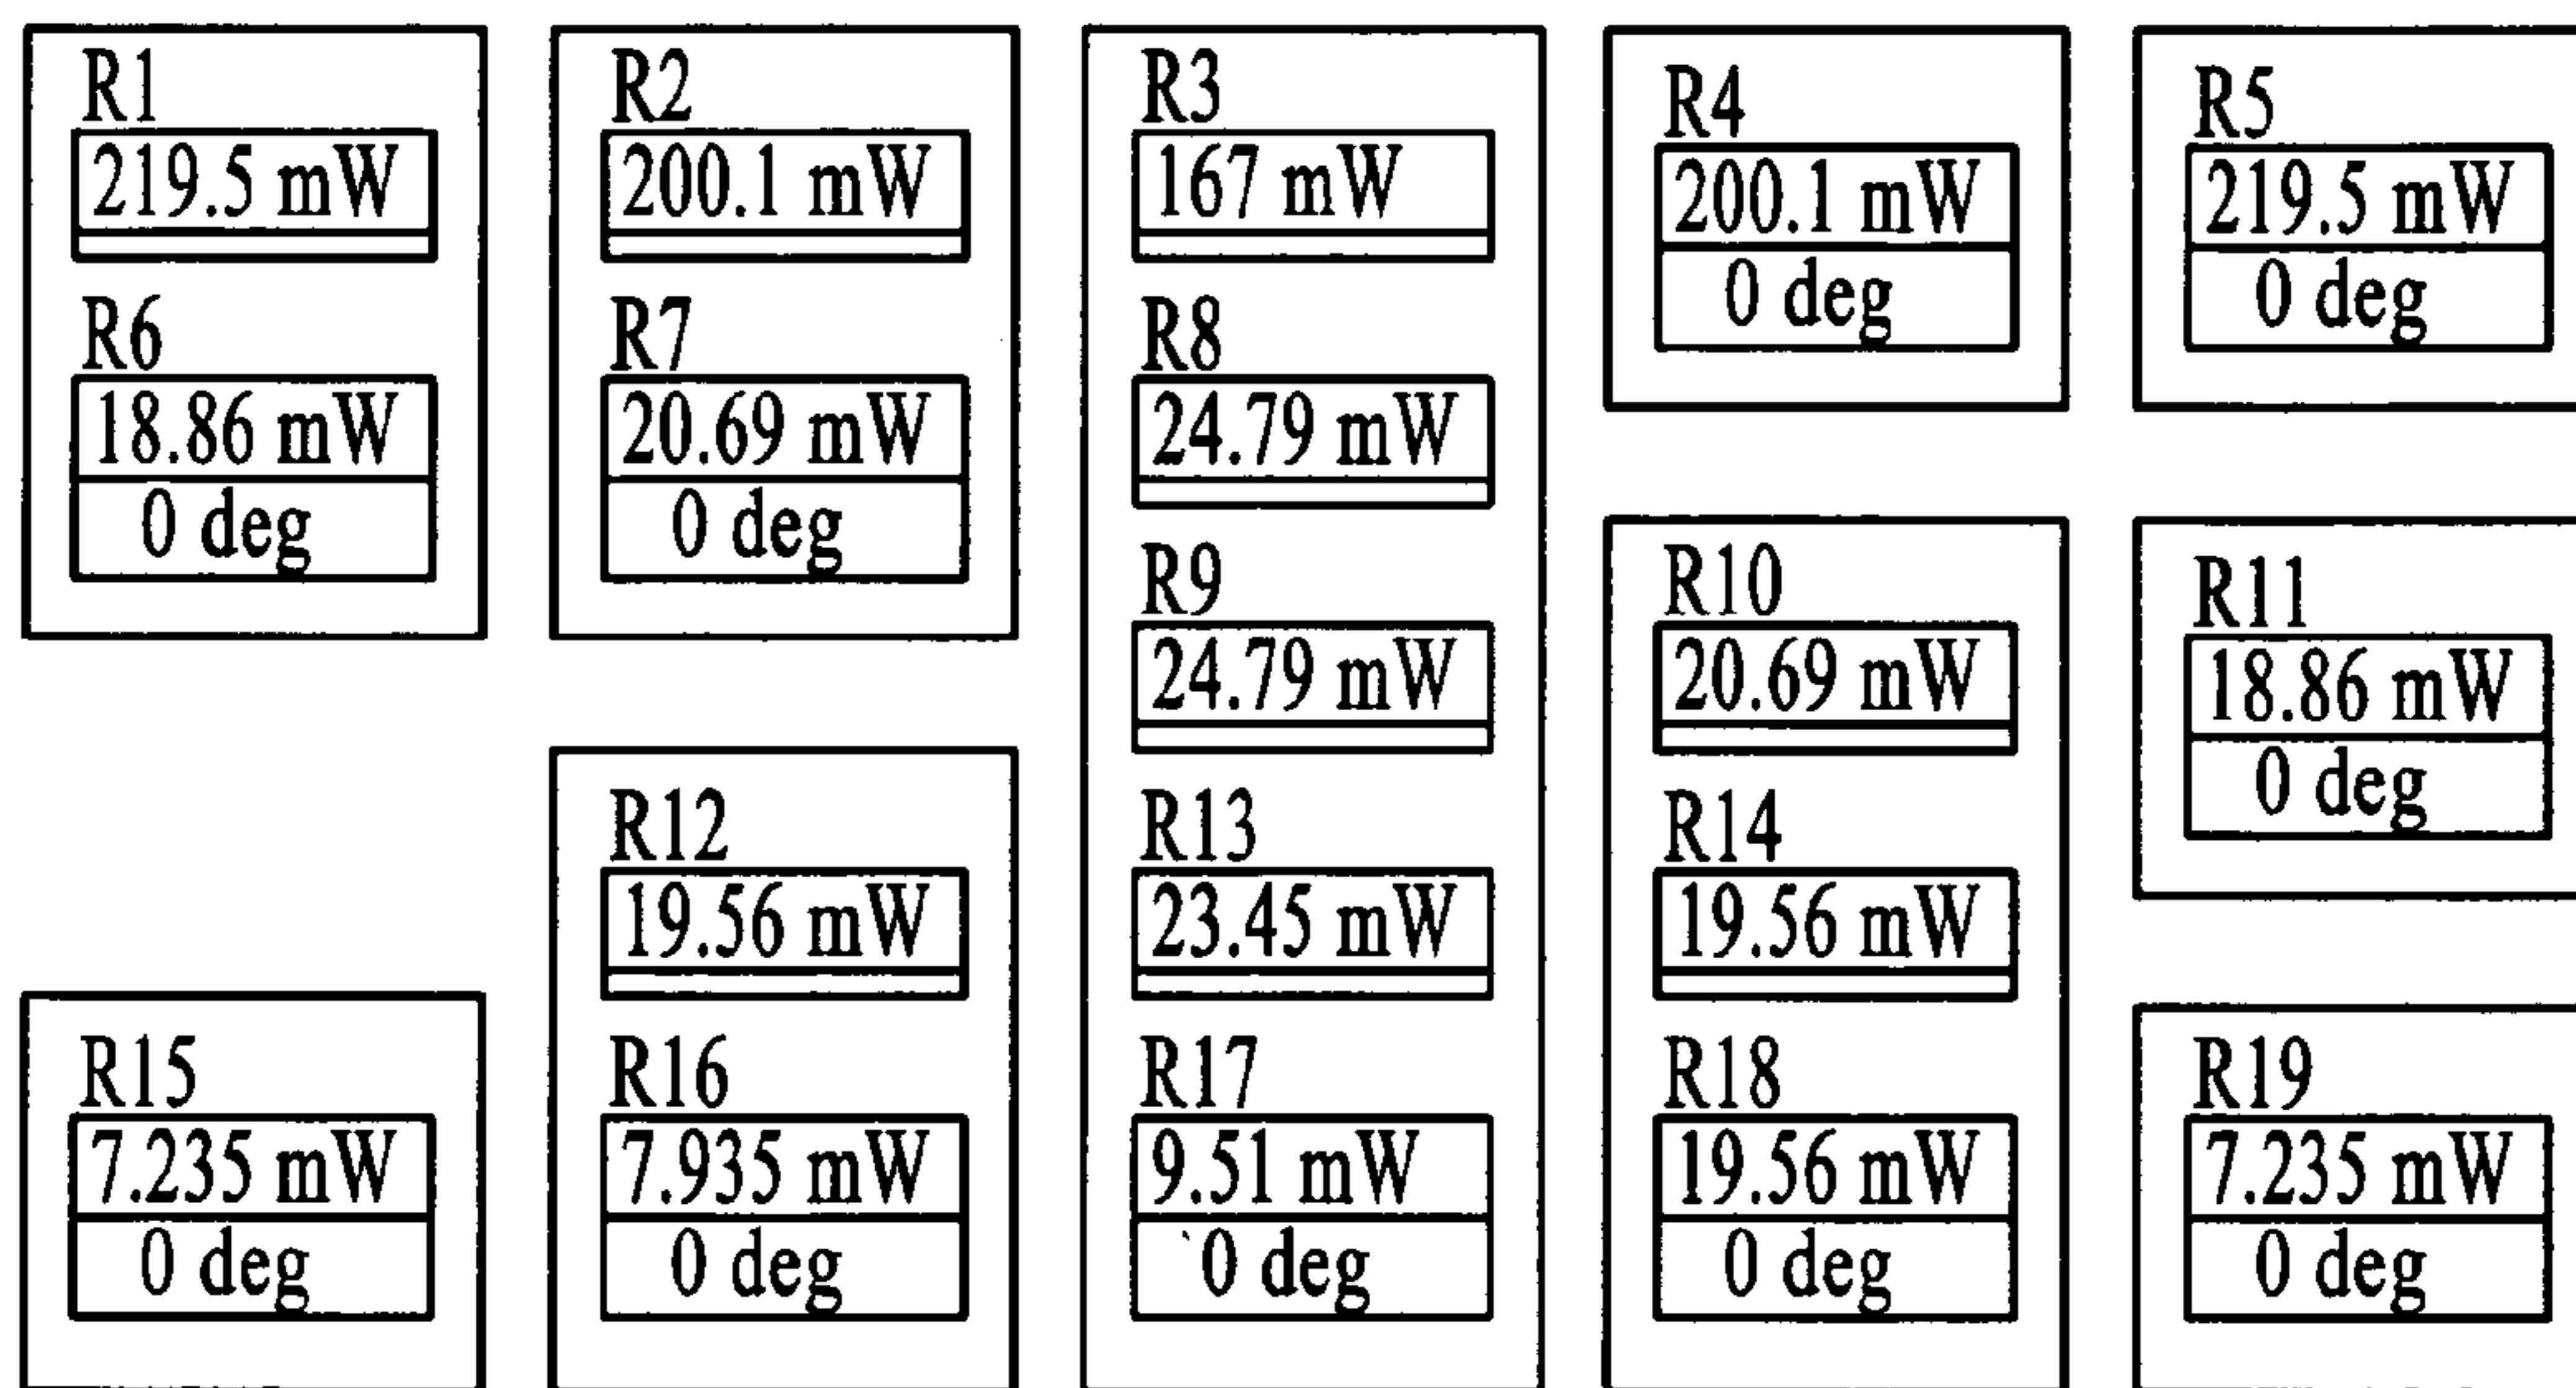 R1
219.5 mW
R2
200.1 mW
R3
167 mW
R4
200.1 mW
0 deg
R5
219.5 mW
0 deg
R6
18.86 mW
0 deg
R7
20.69 mW
0 deg
R8
24.79 mW
R9
24.79 mW
R10
20.69 mW
R11
18.86 mW
0 deg
R12
19.56 mW
R13
23.45 mW
R14
19.56 mW
R15
7.235 mW
0 deg
R16
7.935 mW
0 deg
R17
9.51 mW
0 deg
R18
19.56 mW
0 deg
R19
7.235 mW
0 deg